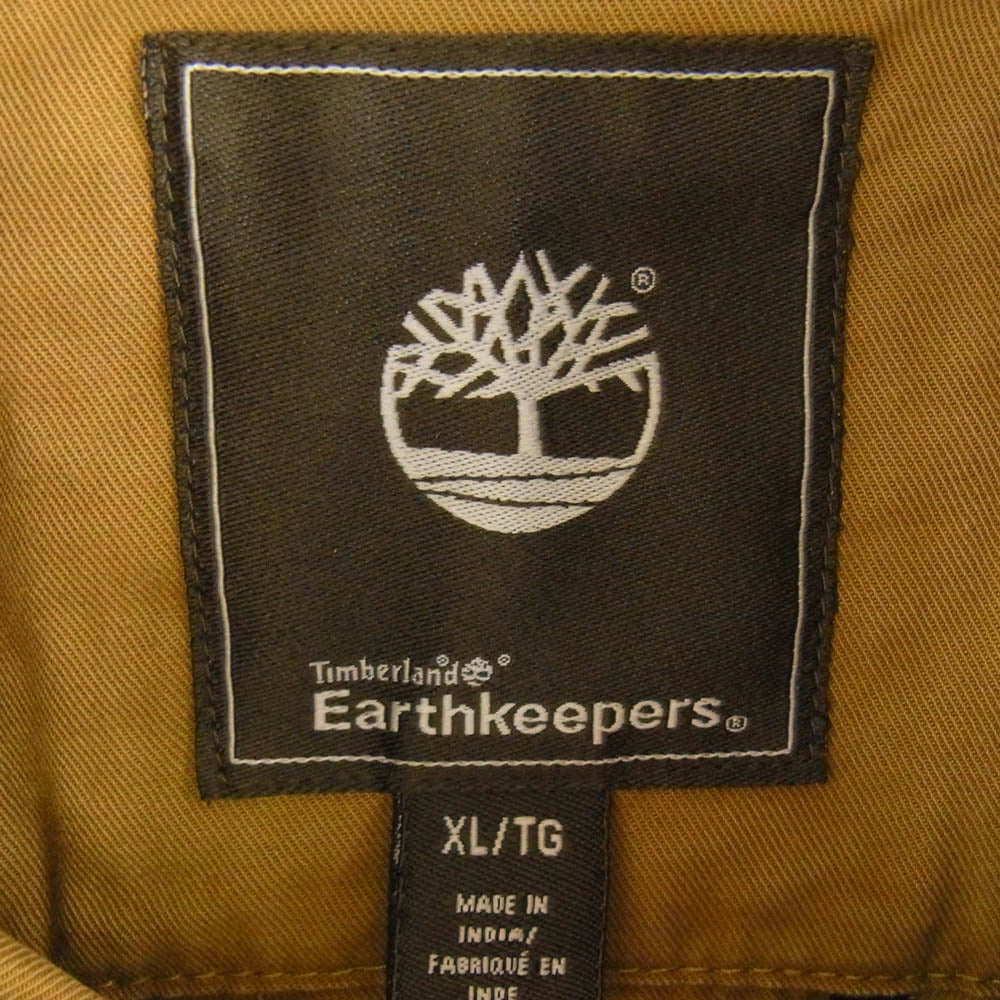 ®
Timberland®
Earthkeepers®
XL/TG
MADE IN
INDIA/
FABRIQUÉ EN
INDE